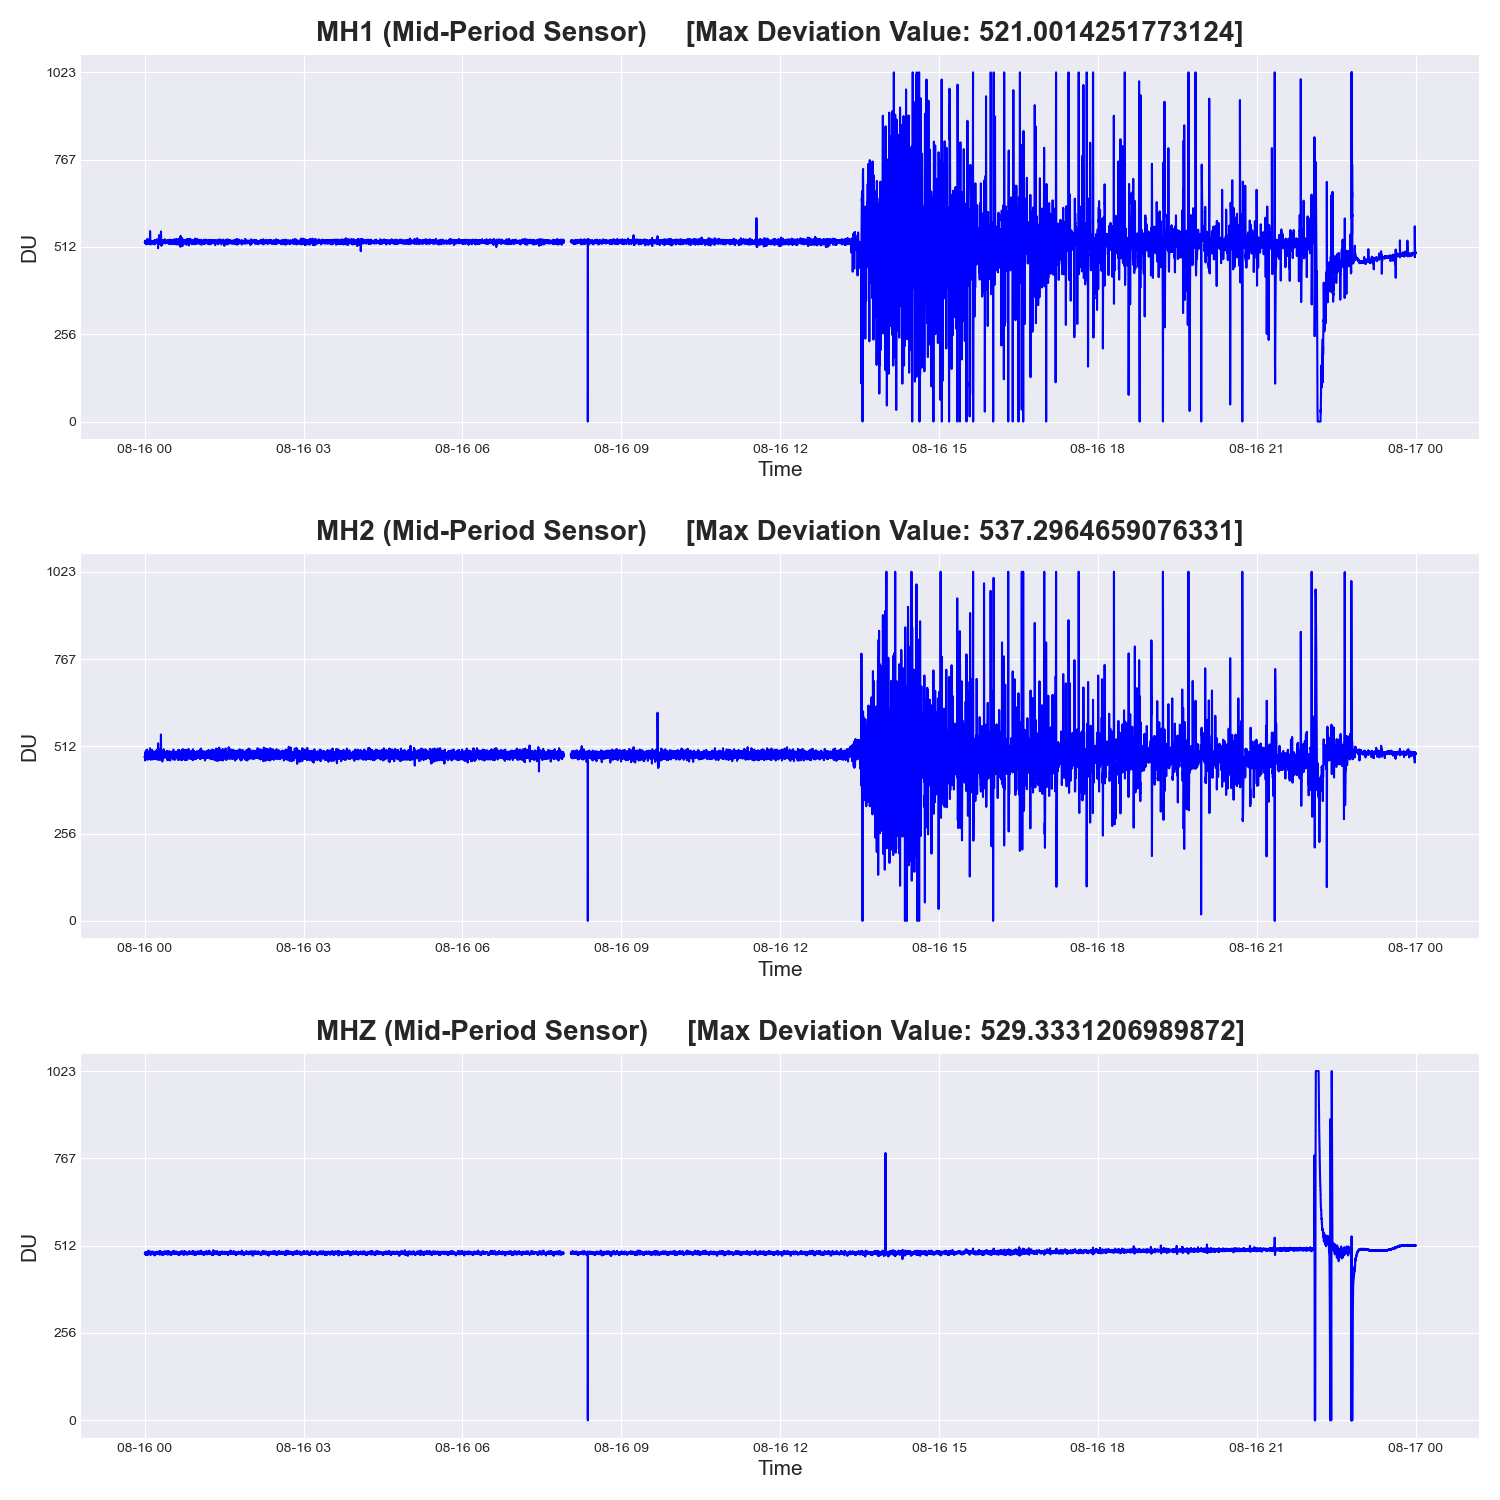 MH1 (Mid-Period Sensor) [Max Deviation Value: 521.0014251773124]
1023
767
512
256
0
DU
08-16 00 08-16 03 08-16 06 08-16 09 08-16 12 08-16 15 08-16 18 08-16 21 08-17 00
Time
MH2 (Mid-Period Sensor) [Max Deviation Value: 537.2964659076331]
1023
767
512
256
0
DU
08-16 00 08-16 03 08-16 06 08-16 09 08-16 12 08-16 15 08-16 18 08-16 21 08-17 00
Time
MHZ (Mid-Period Sensor) [Max Deviation Value: 529.3331206989872]
1023
767
512
256
0
DU
08-16 00 08-16 03 08-16 06 08-16 09 08-16 12 08-16 15 08-16 18 08-16 21 08-17 00
Time